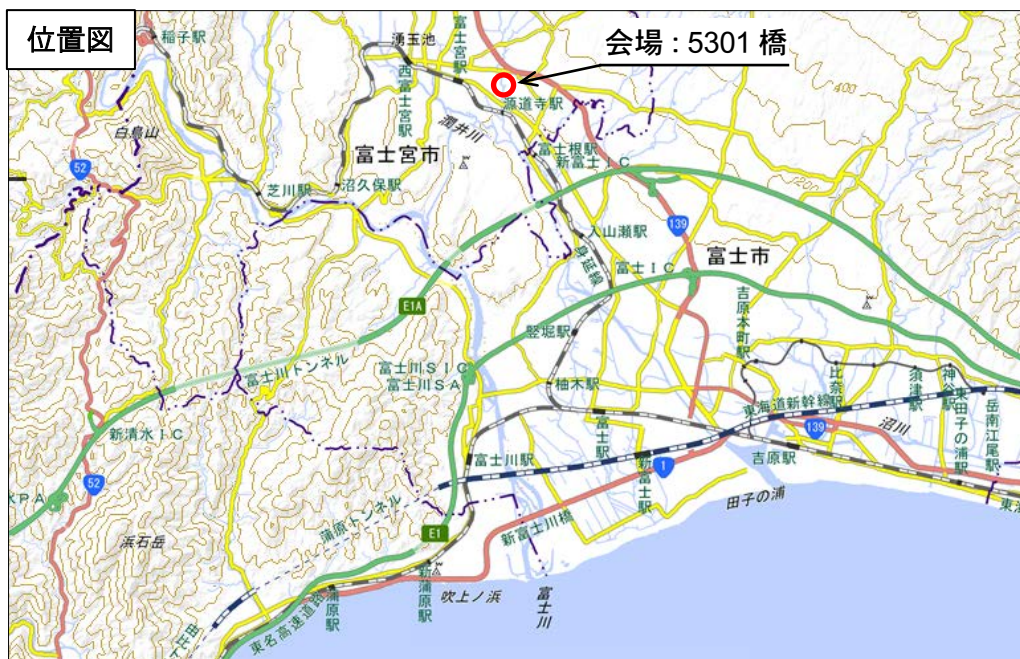 位置図
会場：5301 橋
稲子駅
湧玉池
富士宮駅
西富士宮駅
源道寺駅
白鳥山
潤井川
52
富士宮市
富士根駅
新富士ＩＣ
芝川駅
沼久保駅
139
入山瀬駅
身延線
富士市
富士ＩＣ
吉原本町駅
E1A
竪堀駅
富士川トンネル
富士川ＳＩＣ
富士川ＳＡ
柚木駅
比奈駅
須津駅
神谷駅
東海道新幹線
東田子の浦駅
岳南江尾駅
新清水ＩＣ
富士駅
139
沼川
富士川駅
新富士駅
1
吉原駅
52
蒲原トンネル
田子の浦
浜石岳
E1
新富士川橋
新蒲原駅
吹上ノ浜
富士川
蒲原駅
東名高速道路